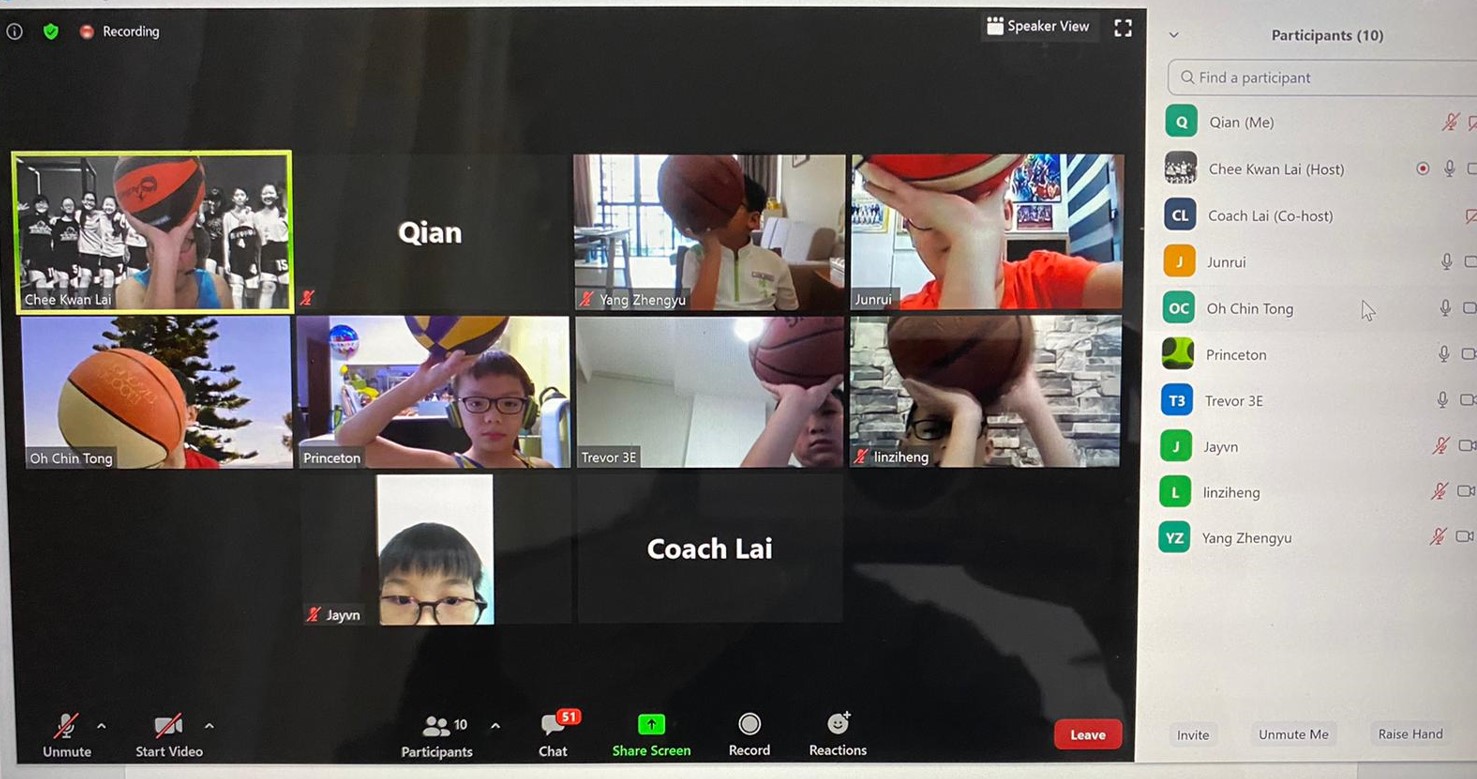 Recording
Speaker View
Chee Kwan Lai
Qian
Yang Zhengyu
Junrui
Oh Chin Tong
Princeton
Trevor 3E
linziheng
Jayvn
Coach Lai
Unmute
Start Video
10
Participants
51
Chat
Share Screen
Record
Reactions
Leave
Participants (10)
Find a participant
Q Qian (Me)
Chee Kwan Lai (Host)
CL Coach Lai (Co-host)
J Junrui
OC Oh Chin Tong
Princeton
T3 Trevor 3E
J Jayvn
L linziheng
YZ Yang Zhengyu
Invite
Unmute Me
Raise Hand